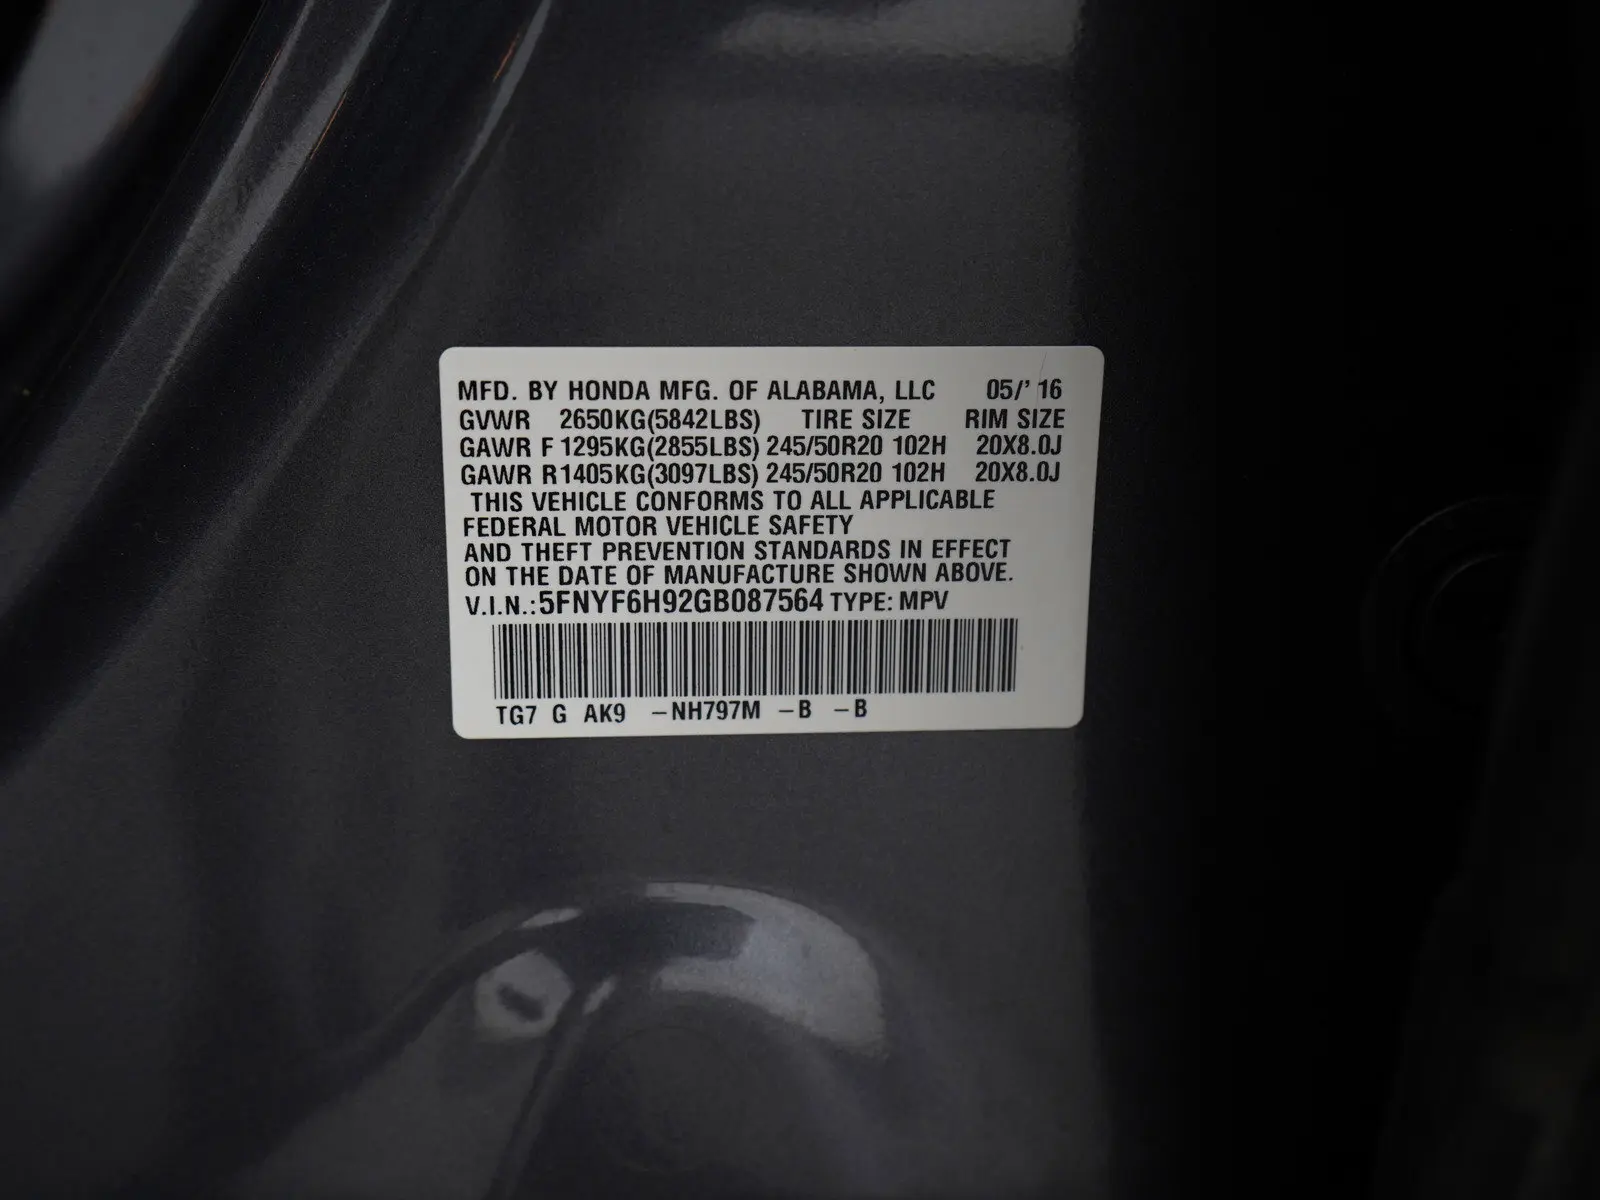 MFD. BY HONDA MFG. OF ALABAMA, LLC 05/' 16
GVWR 2650KG(5842LBS) TIRE SIZE RIM SIZE
GAWR F 1295KG(2855LBS) 245/50R20 102H 20X8.0J
GAWR R1405KG(3097LBS) 245/50R20 102H 20X8.0J
THIS VEHICLE CONFORMS TO ALL APPLICABLE
FEDERAL MOTOR VEHICLE SAFETY
AND THEFT PREVENTION STANDARDS IN EFFECT
ON THE DATE OF MANUFACTURE SHOWN ABOVE.
V.I.N.:5FNYF6H92GB087564 TYPE: MPV
TG7 G AK9 –NH797M –B –B